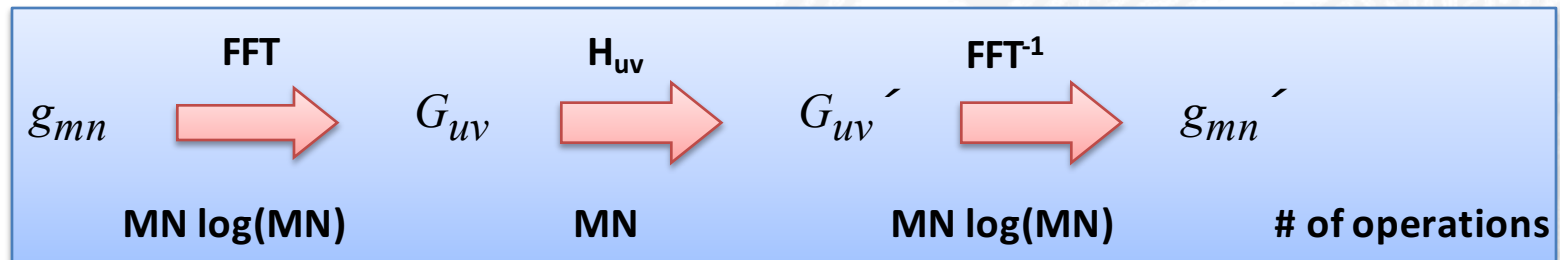 FFT H_uv FFT⁻¹
g_mn G_uv G_uv´ g_mn´
MN log(MN) MN MN log(MN) # of operations